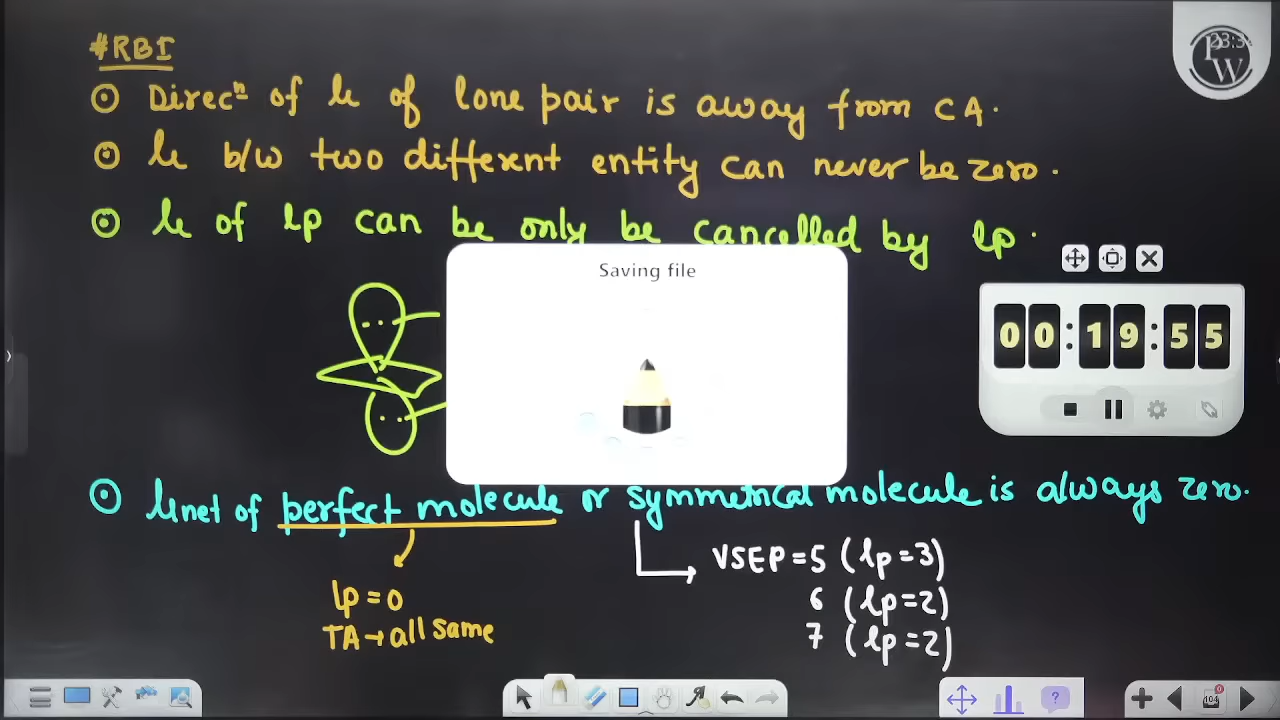 #RBI
⊙ Direcⁿ of μ of lone pair is away from CA.
PW
⊙ μ b/w two different entity can never be zero.
⊙ μ of lp can be only be cancelled by lp.
Saving file
00:19:55
⊙ μnet of perfect molecule or symmetrical molecule is always zero.
VSEP=5 (lp=3)
lp=0
6 (lp=2)
TA→all same
7 (lp=2)